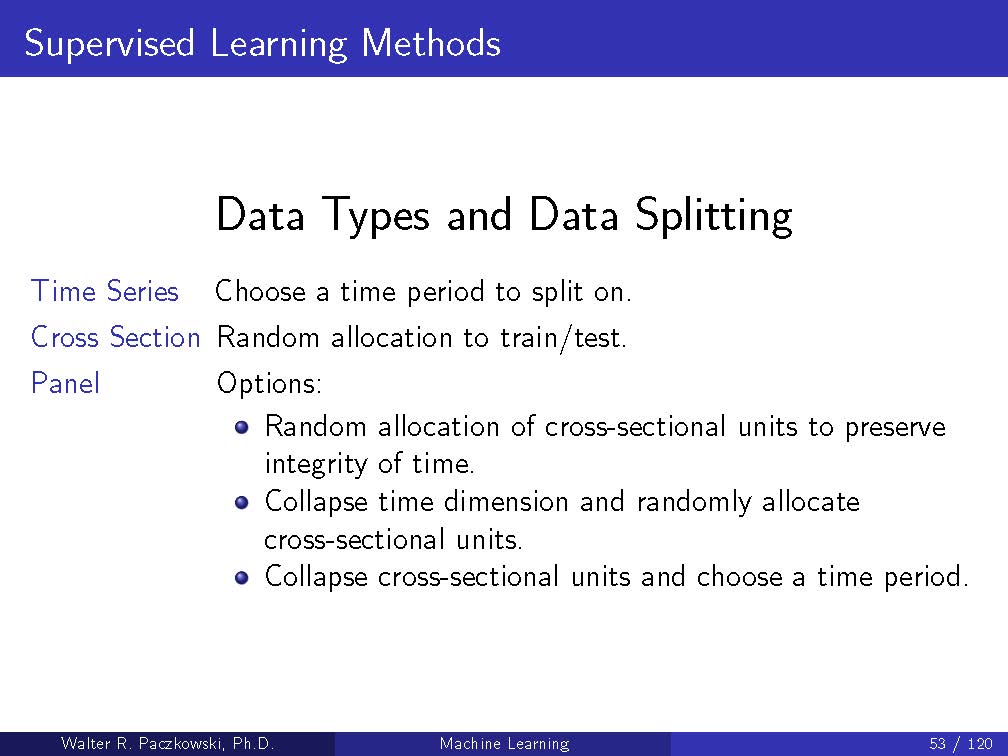 Supervised Learning Methods
Data Types and Data Splitting
Time Series Choose a time period to split on.
Cross Section Random allocation to train/test.
Panel Options:
Random allocation of cross-sectional units to preserve
integrity of time.
Collapse time dimension and randomly allocate
cross-sectional units.
Collapse cross-sectional units and choose a time period.
Walter R. Paczkowski, Ph.D. Machine Learning 53 / 120